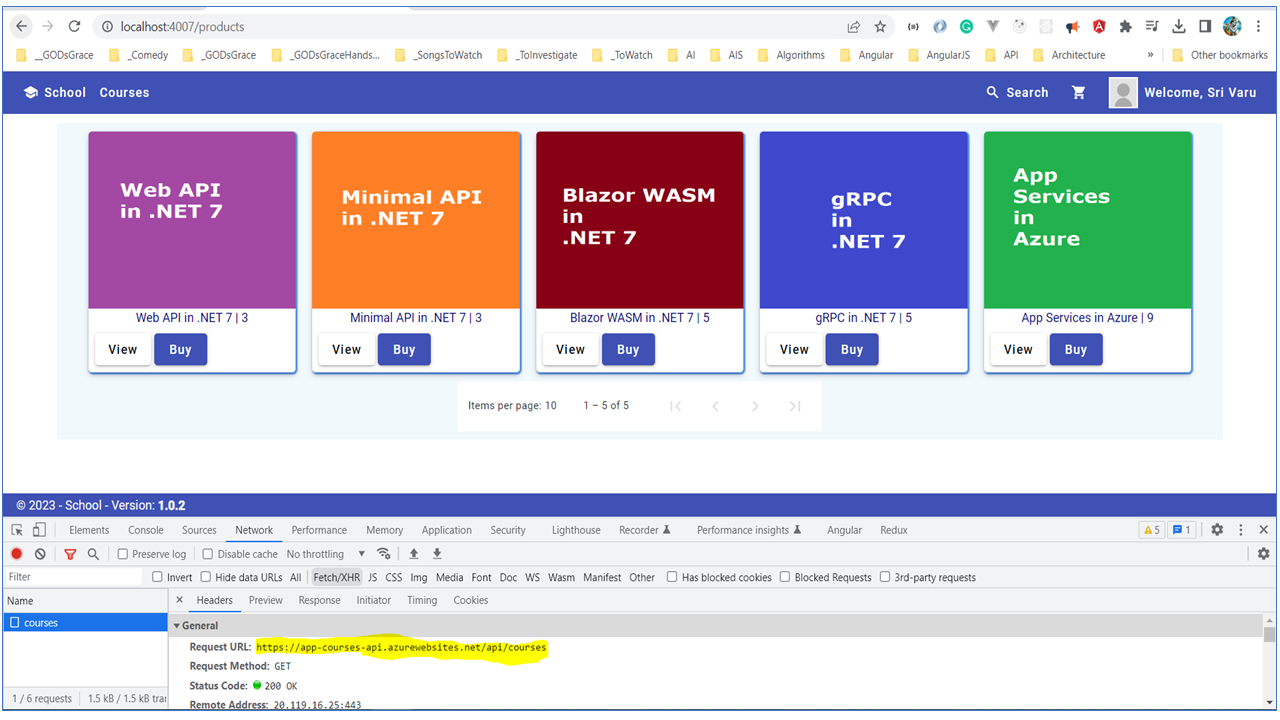 localhost:4007/products
__GODsGrace _Comedy _GODsGrace _GODsGraceHands... _SongsToWatch _ToInvestigate _ToWatch AI AIS Algorithms Angular AngularJS API Architecture » Other bookmarks
School Courses Search Welcome, Sri Varu
Web API
in .NET 7
Minimal API
in .NET 7
Blazor WASM
in
.NET 7
gRPC
in
.NET 7
App
Services
in
Azure
Web API in .NET 7 | 3 Minimal API in .NET 7 | 3 Blazor WASM in .NET 7 | 5 gRPC in .NET 7 | 5 App Services in Azure | 9
View Buy View Buy View Buy View Buy View Buy
Items per page: 10 1 – 5 of 5
© 2023 - School - Version: 1.0.2
Elements Console Sources Network Performance Memory Application Security Lighthouse Recorder Performance insights Angular Redux 5 1
Preserve log Disable cache No throttling
Filter Invert Hide data URLs All Fetch/XHR JS CSS Img Media Font Doc WS Wasm Manifest Other Has blocked cookies Blocked Requests 3rd-party requests
Name Headers Preview Response Initiator Timing Cookies
courses
General
Request URL: https://app-courses-api.azurewebsites.net/api/courses
Request Method: GET
Status Code: 200 OK
1 / 6 requests 1.5 kB / 1.5 kB tra
Remote Address: 20.119.16.25:443